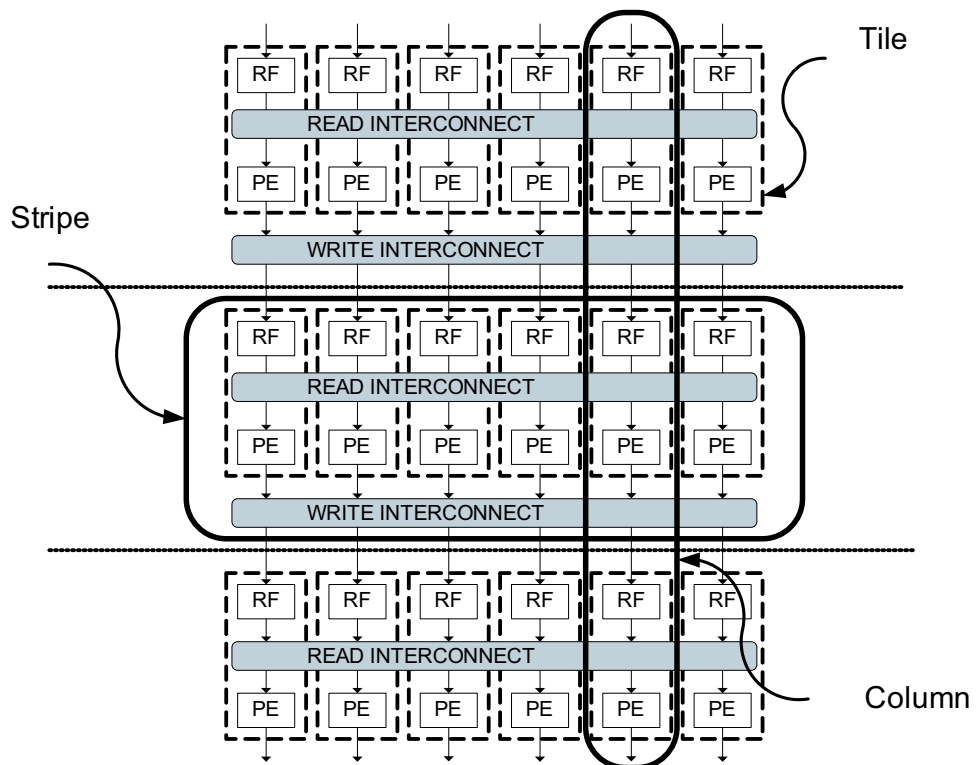 Tile
RF RF RF RF RF RF
READ INTERCONNECT
PE PE PE PE PE PE
Stripe
WRITE INTERCONNECT
RF RF RF RF RF RF
READ INTERCONNECT
PE PE PE PE PE PE
WRITE INTERCONNECT
RF RF RF RF RF RF
READ INTERCONNECT
PE PE PE PE PE PE
Column